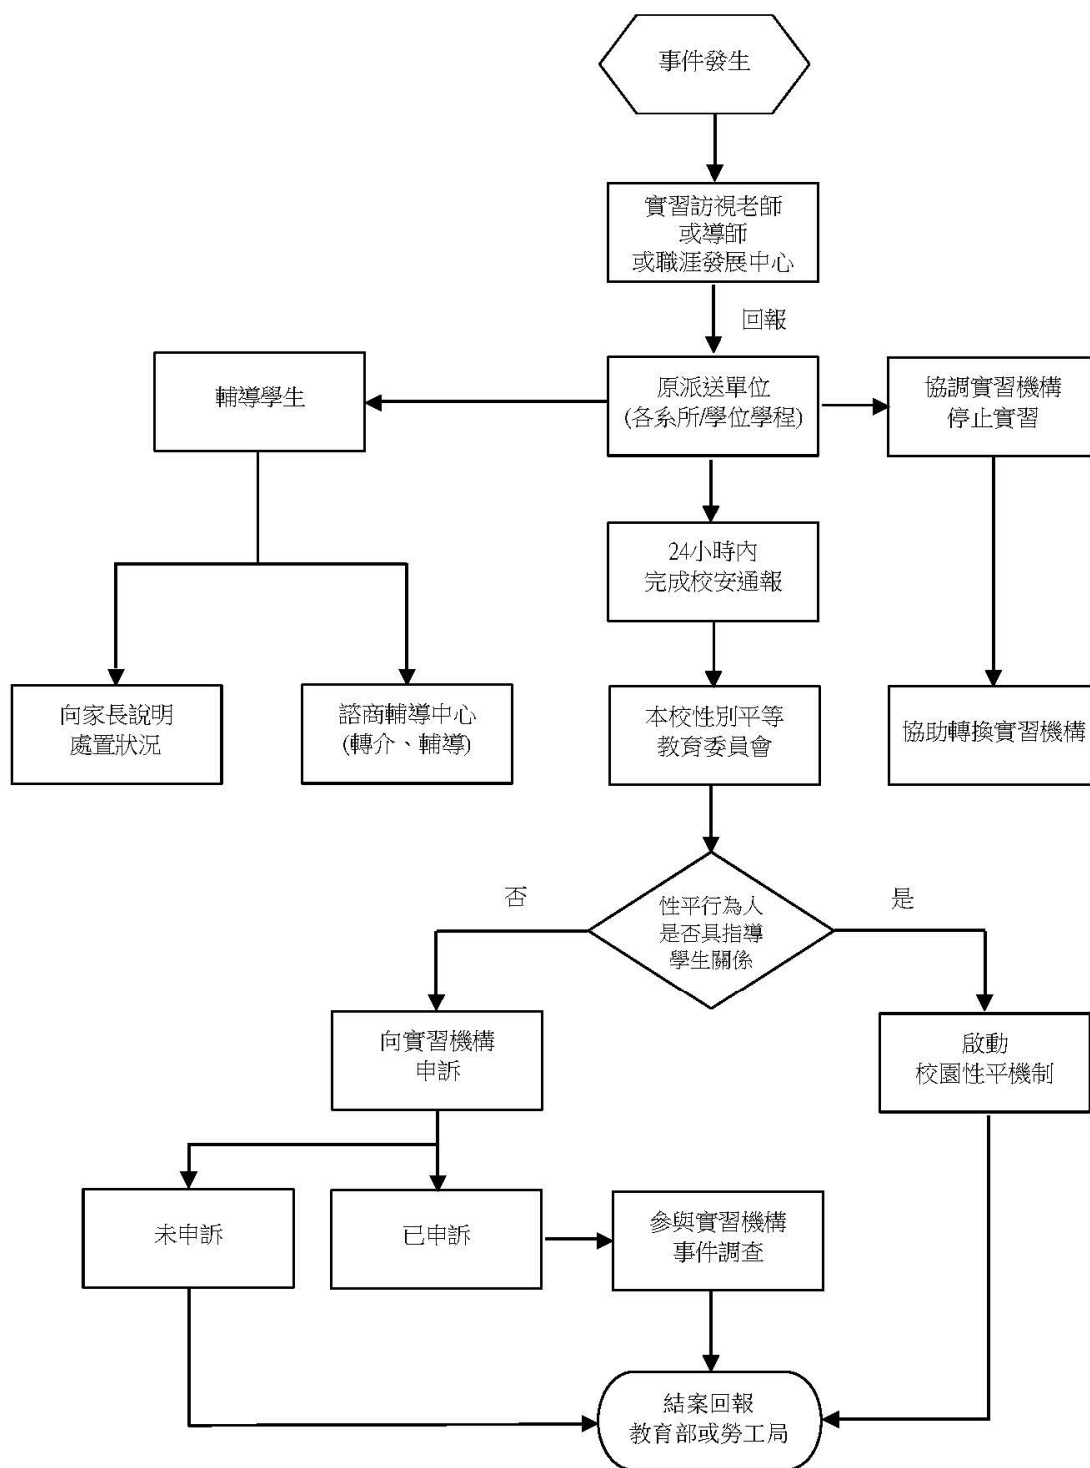 事件發生
實習訪視老師
或導師
或職涯發展中心
回報
輔導學生
原派送單位
(各系所/學位學程)
協調實習機構
停止實習
24小時內
完成校安通報
向家長說明
處置狀況
諮商輔導中心
(轉介、輔導)
本校性別平等
教育委員會
協助轉換實習機構
否
是
性平行為人
是否具指導
學生關係
向實習機構
申訴
啟動
校園性平機制
未申訴
已申訴
參與實習機構
事件調查
結案回報
教育部或勞工局